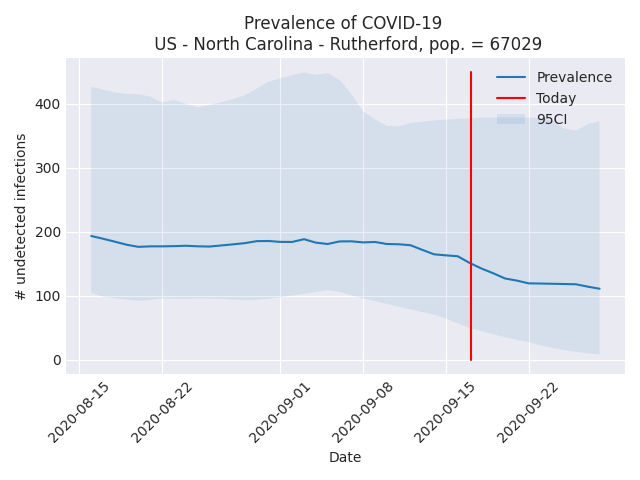 Prevalence of COVID-19
US - North Carolina - Rutherford, pop. = 67029
Prevalence
Today
95CI
# undetected infections
400
300
200
100
0
2020-08-15
2020-08-22
2020-09-01
2020-09-08
2020-09-15
2020-09-22
Date